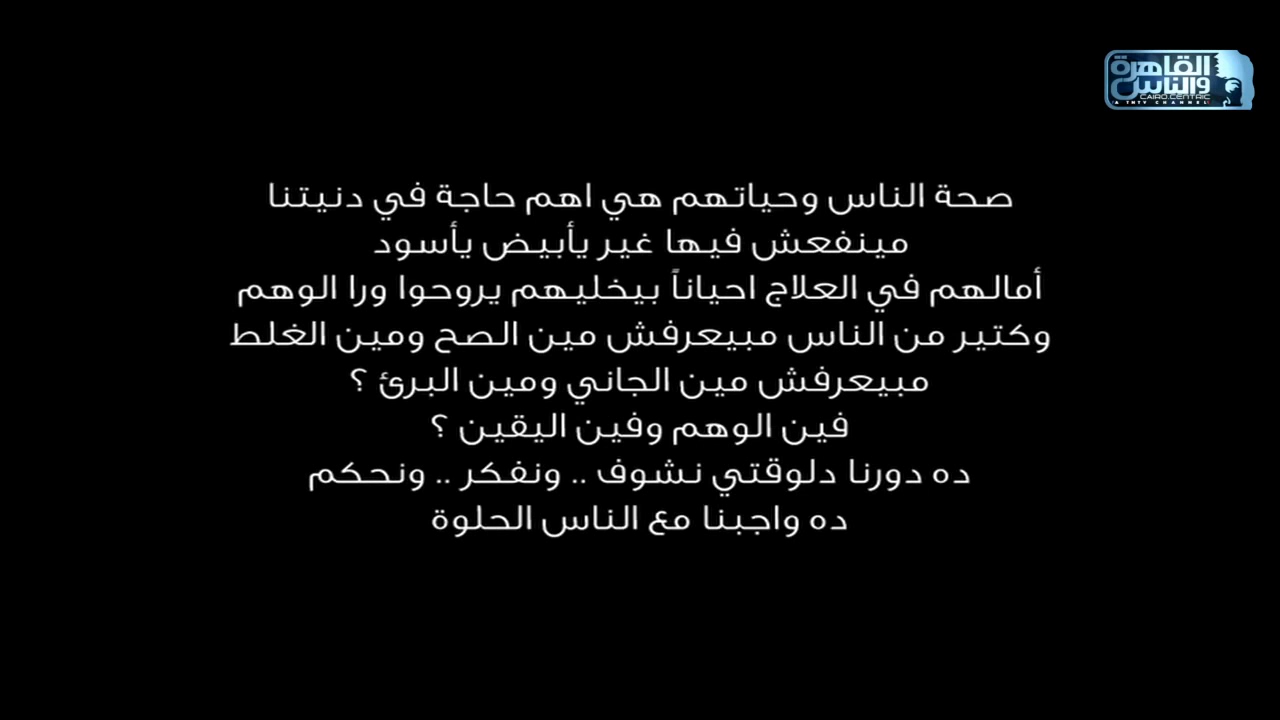 القاهرة
والناس
CAIRO.CENTRIC
A TNTV CHANNEL
صحة الناس وحياتهم هي اهم حاجة في دنيتنا
مينفعش فيها غير يأبيض يأسود
أمالهم في العلاج احياناً بيخليهم يروحوا ورا الوهم
وكتير من الناس مبيعرفش مين الصح ومين الغلط
مبيعرفش مين الجاني ومين البرئ ؟
فين الوهم وفين اليقين ؟
ده دورنا دلوقتي نشوف .. ونفكر .. ونحكم
ده واجبنا مع الناس الحلوة